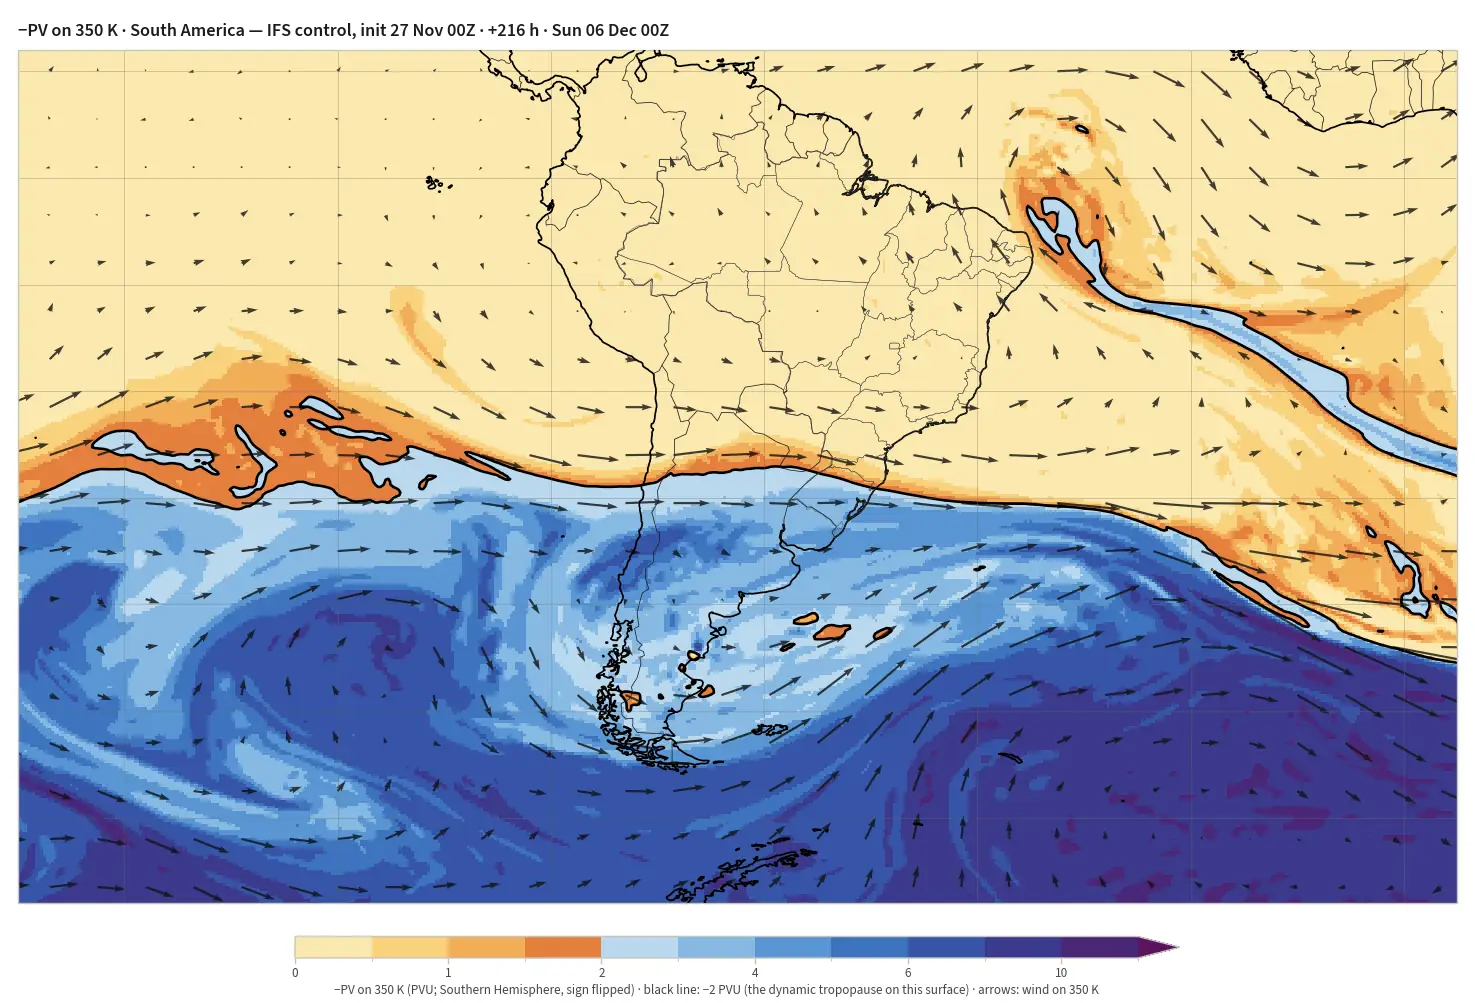 −PV on 350 K · South America — IFS control, init 27 Nov 00Z · +216 h · Sun 06 Dec 00Z
0 1 2 4 6 10
−PV on 350 K (PVU; Southern Hemisphere, sign flipped) · black line: −2 PVU (the dynamic tropopause on this surface) · arrows: wind on 350 K